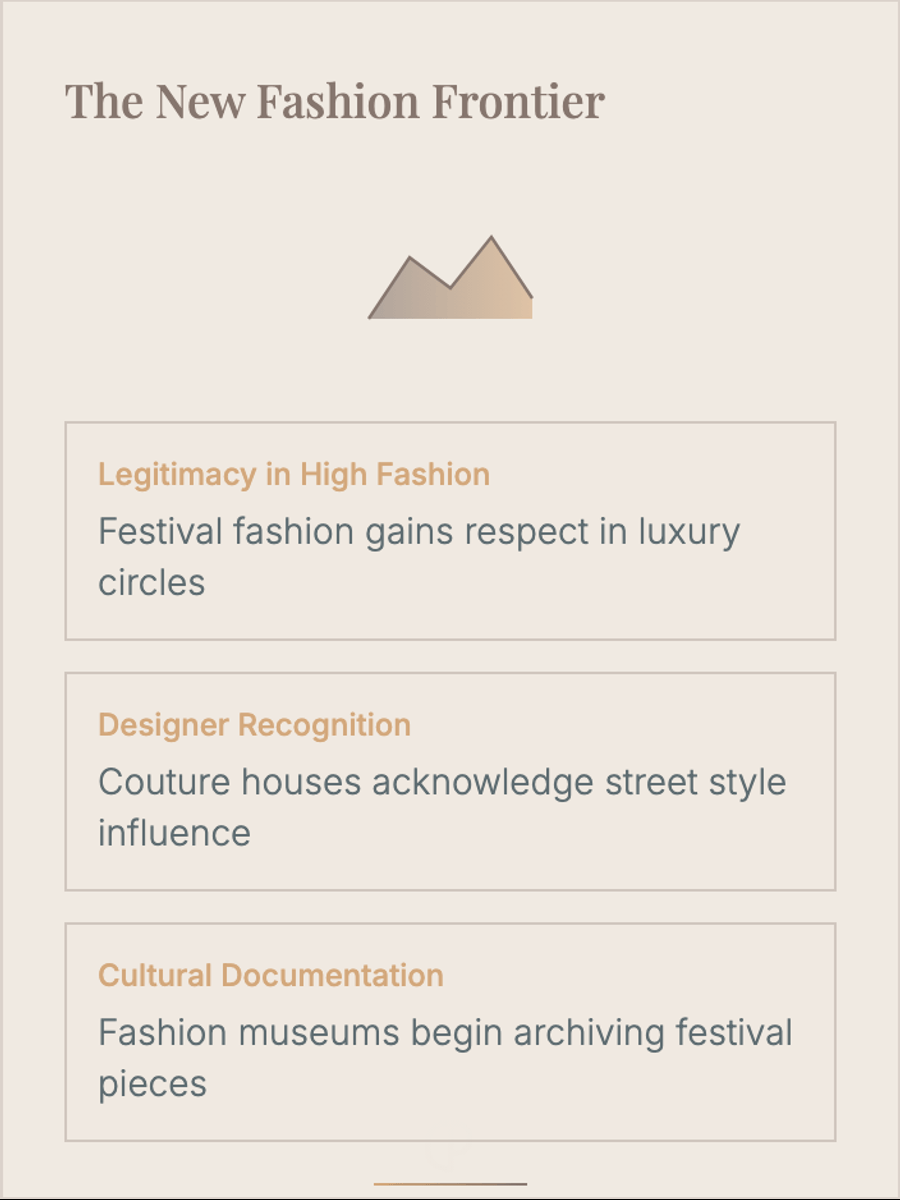 The New Fashion Frontier
Legitimacy in High Fashion
Festival fashion gains respect in luxury
circles
Designer Recognition
Couture houses acknowledge street style
influence
Cultural Documentation
Fashion museums begin archiving festival
pieces